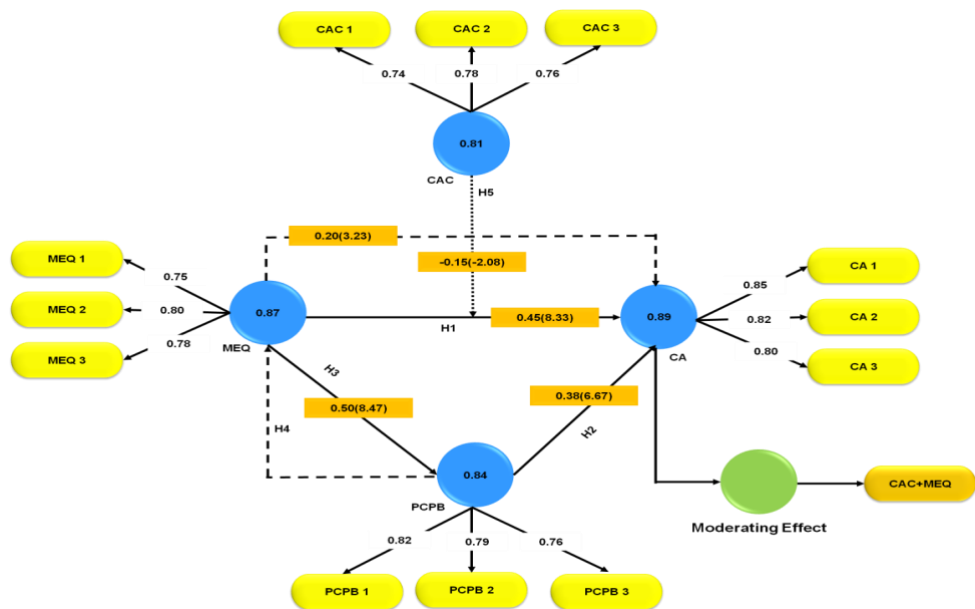 CAC 1
CAC 2
CAC 3
0.74
0.78
0.76
0.81
CAC
H5
0.20(3.23)
-0.15(-2.08)
MEQ 1
MEQ 2
MEQ 3
0.75
0.80
0.78
0.87
MEQ
H1
0.45(8.33)
0.89
CA
0.85
0.82
0.80
CA 1
CA 2
CA 3
H3
0.50(8.47)
H4
0.38(6.67)
H2
0.84
PCPB
0.82
0.79
0.76
PCPB 1
PCPB 2
PCPB 3
CAC+MEQ
Moderating Effect